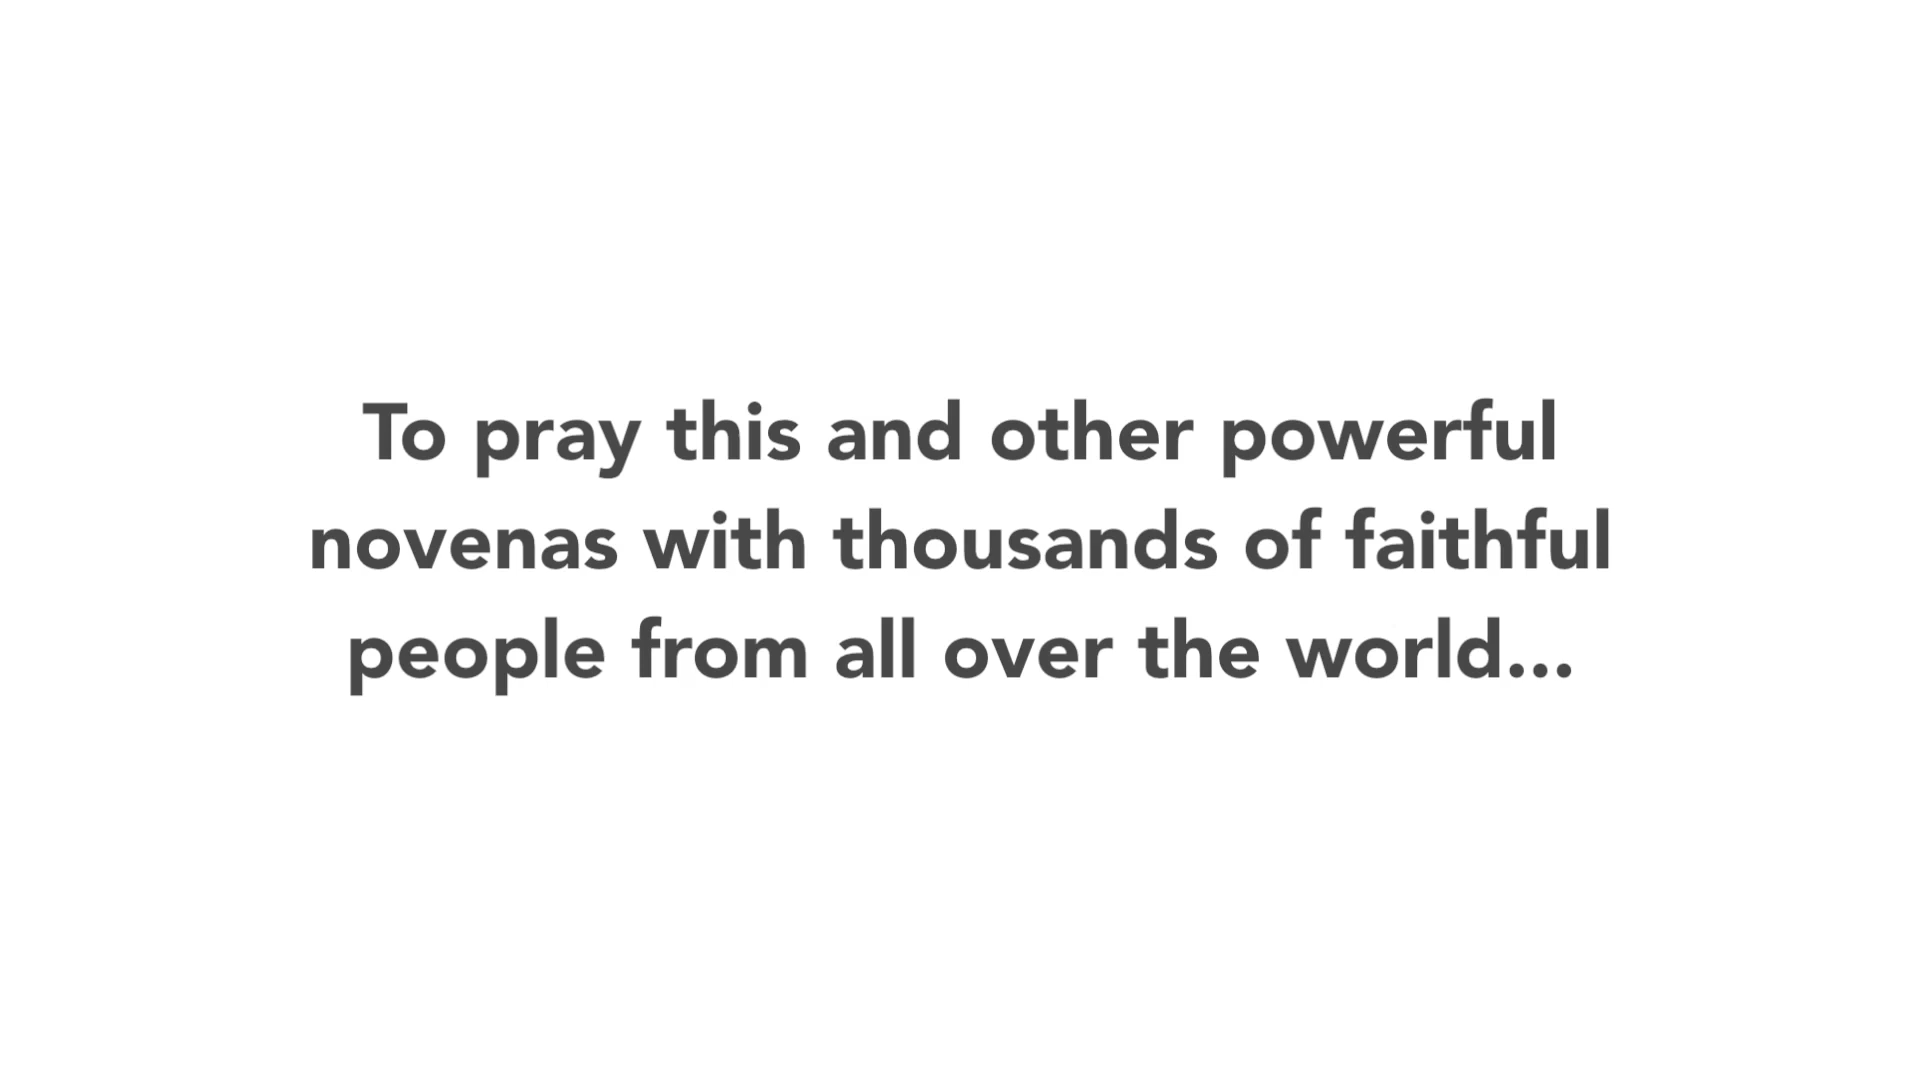 To pray this and other powerful
novenas with thousands of faithful
people from all over the world...